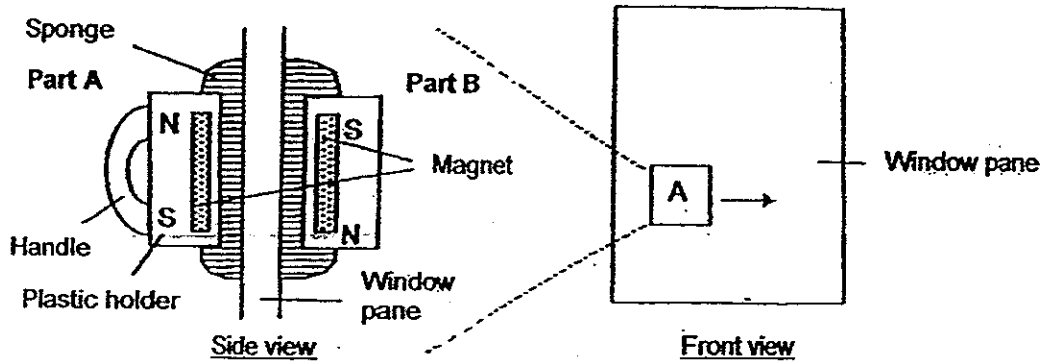 Sponge
Part A
Part B
N
S
Magnet
A
Window pane
S
N
Handle
Plastic holder
Window
pane
Side view
Front view